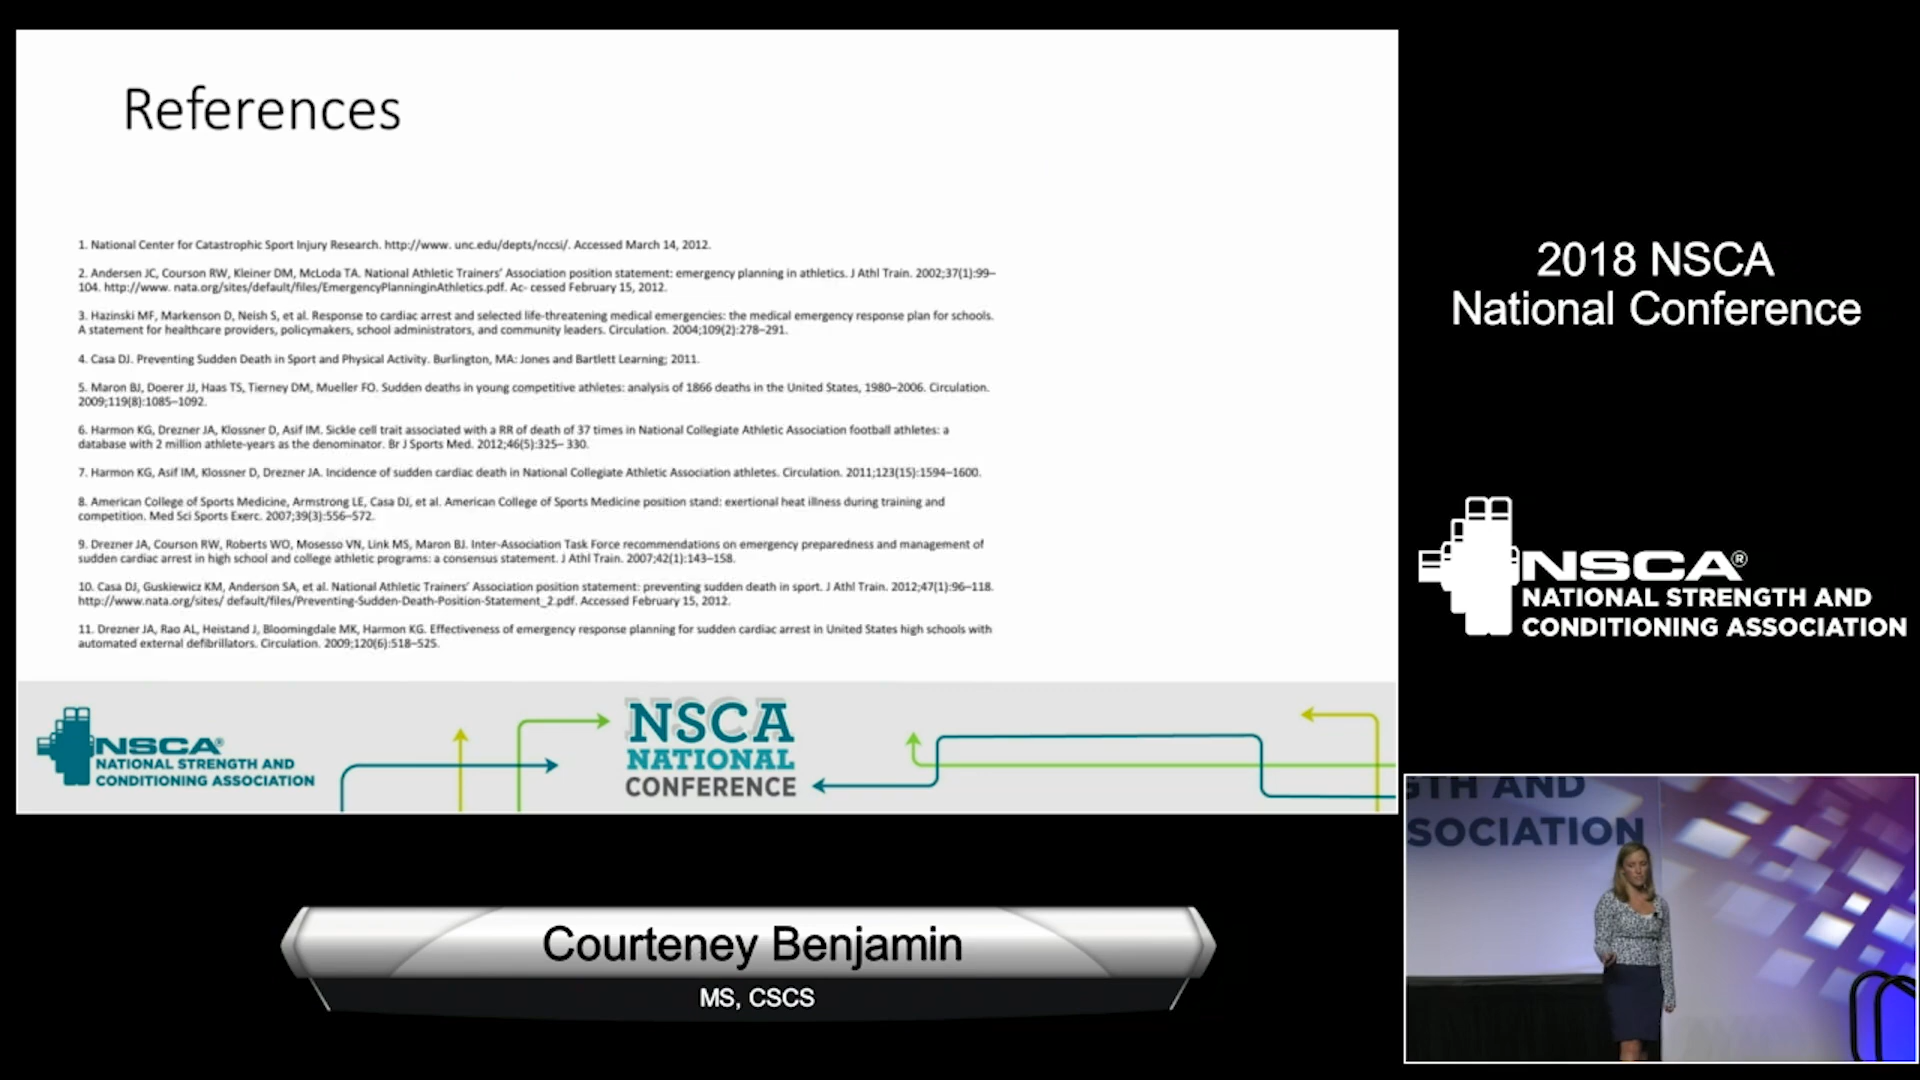 References
1. National Center for Catastrophic Sport Injury Research. http://www. unc.edu/depts/nccsi/. Accessed March 14, 2012.
2. Andersen JC, Courson RW, Kleiner DM, McLoda TA. National Athletic Trainers' Association position statement: emergency planning in athletics. J Athl Train. 2002;37(1):99–
104. http://www. nata.org/sites/default/files/EmergencyPlanninginAthletics.pdf. Ac- cessed February 15, 2012.
3. Hazinski MF, Markenson D, Neish S, et al. Response to cardiac arrest and selected life-threatening medical emergencies: the medical emergency response plan for schools.
A statement for healthcare providers, policymakers, school administrators, and community leaders. Circulation. 2004;109(2):278–291.
4. Casa DJ. Preventing Sudden Death in Sport and Physical Activity. Burlington, MA: Jones and Bartlett Learning; 2011.
5. Maron BJ, Doerer JJ, Haas TS, Tierney DM, Mueller FO. Sudden deaths in young competitive athletes: analysis of 1866 deaths in the United States, 1980–2006. Circulation.
2009;119(8):1085–1092.
6. Harmon KG, Drezner JA, Klossner D, Asif IM. Sickle cell trait associated with a RR of death of 37 times in National Collegiate Athletic Association football athletes: a
database with 2 million athlete-years as the denominator. Br J Sports Med. 2012;46(5):325– 330.
7. Harmon KG, Asif IM, Klossner D, Drezner JA. Incidence of sudden cardiac death in National Collegiate Athletic Association athletes. Circulation. 2011;123(15):1594–1600.
8. American College of Sports Medicine, Armstrong LE, Casa DJ, et al. American College of Sports Medicine position stand: exertional heat illness during training and
competition. Med Sci Sports Exerc. 2007;39(3):556–572.
9. Drezner JA, Courson RW, Roberts WO, Mosesso VN, Link MS, Maron BJ. Inter-Association Task Force recommendations on emergency preparedness and management of
sudden cardiac arrest in high school and college athletic programs: a consensus statement. J Athl Train. 2007;42(1):143–158.
10. Casa DJ, Guskiewicz KM, Anderson SA, et al. National Athletic Trainers' Association position statement: preventing sudden death in sport. J Athl Train. 2012;47(1):96–118.
http://www.nata.org/sites/ default/files/Preventing-Sudden-Death-Position-Statement_2.pdf. Accessed February 15, 2012.
11. Drezner JA, Rao AL, Heistand J, Bloomingdale MK, Harmon KG. Effectiveness of emergency response planning for sudden cardiac arrest in United States high schools with
automated external defibrillators. Circulation. 2009;120(6):518–525.
NSCA®
NATIONAL STRENGTH AND
CONDITIONING ASSOCIATION
NSCA
NATIONAL
CONFERENCE
2018 NSCA
National Conference
NSCA®
NATIONAL STRENGTH AND
CONDITIONING ASSOCIATION
GTH AND
SOCIATION
Courteney Benjamin
MS, CSCS